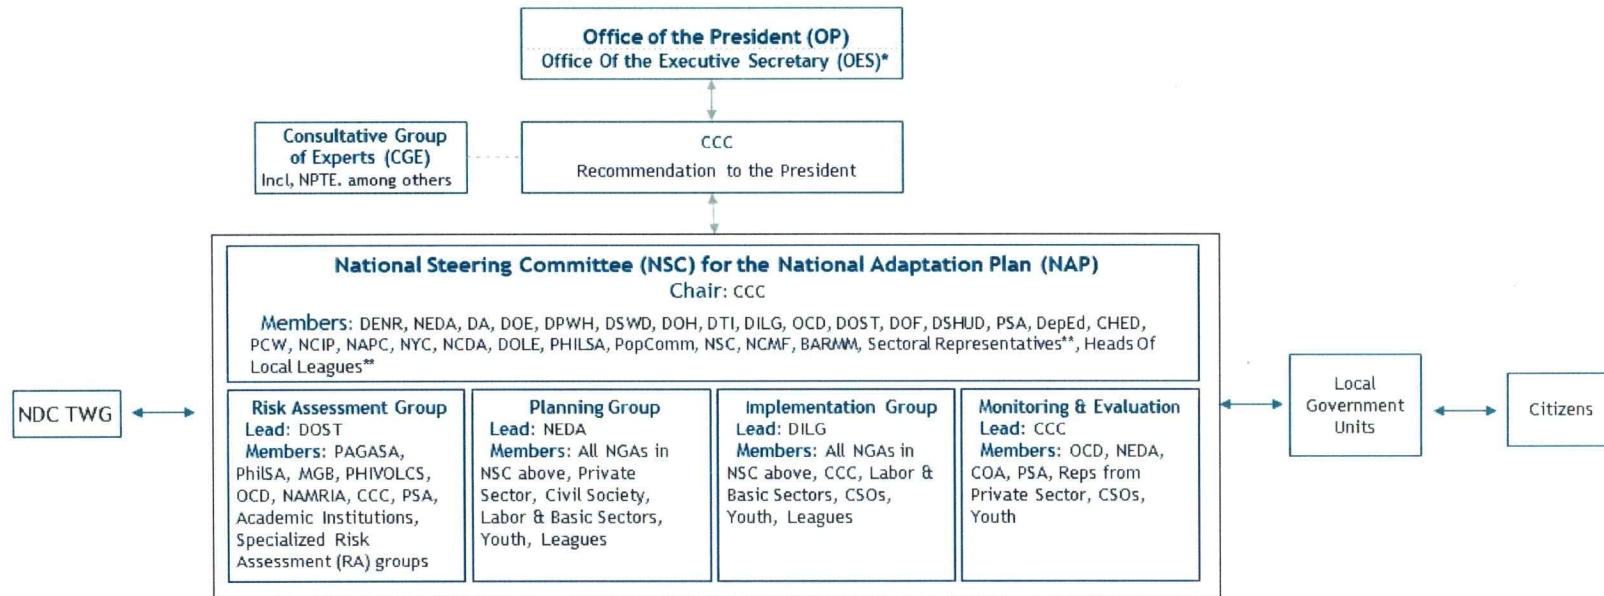 Office of the President (OP)
Office Of the Executive Secretary (OES)*
Consultative Group
of Experts (CGE)
Incl, NPTE. among others
CCC
Recommendation to the President
National Steering Committee (NSC) for the National Adaptation Plan (NAP)
Chair: CCC
Members: DENR, NEDA, DA, DOE, DPWH, DSWD, DOH, DTI, DILG, OCD, DOST, DOF, DSHUD, PSA, DepEd, CHED,
PCW, NCIP, NAPC, NYC, NCDA, DOLE, PHILSA, PopComm, NSC, NCMF, BARMM, Sectoral Representatives**, Heads Of
Local Leagues**
NDC TWG
Risk Assessment Group
Lead: DOST
Members: PAGASA,
PhilSA, MGB, PHIVOLCS,
OCD, NAMRIA, CCC, PSA,
Academic Institutions,
Specialized Risk
Assessment (RA) groups
Planning Group
Lead: NEDA
Members: All NGAs in
NSC above, Private
Sector, Civil Society,
Labor & Basic Sectors,
Youth, Leagues
Implementation Group
Lead: DILG
Members: All NGAs in
NSC above, CCC, Labor &
Basic Sectors, CSOs,
Youth, Leagues
Monitoring & Evaluation
Lead: CCC
Members: OCD, NEDA,
COA, PSA, Reps from
Private Sector, CSOs,
Youth
Local
Government
Units
Citizens